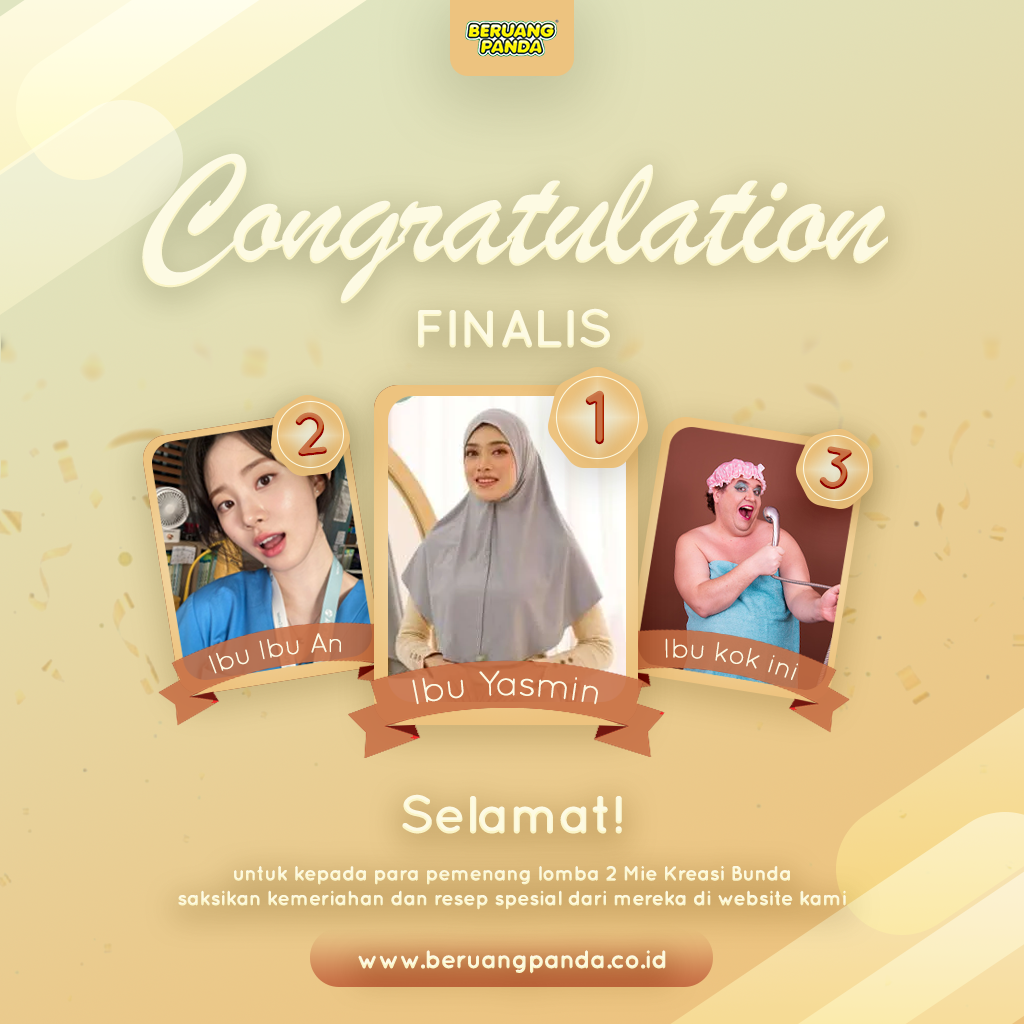 BERUANG
PANDA
Congratulation
FINALIS
2
1
3
Ibu Ibu An
Ibu Yasmin
Ibu kok ini
Selamat!
untuk kepada para pemenang lomba 2 Mie Kreasi Bunda
saksikan kemeriahan dan resep spesial dari mereka di website kami
www.beruangpanda.co.id